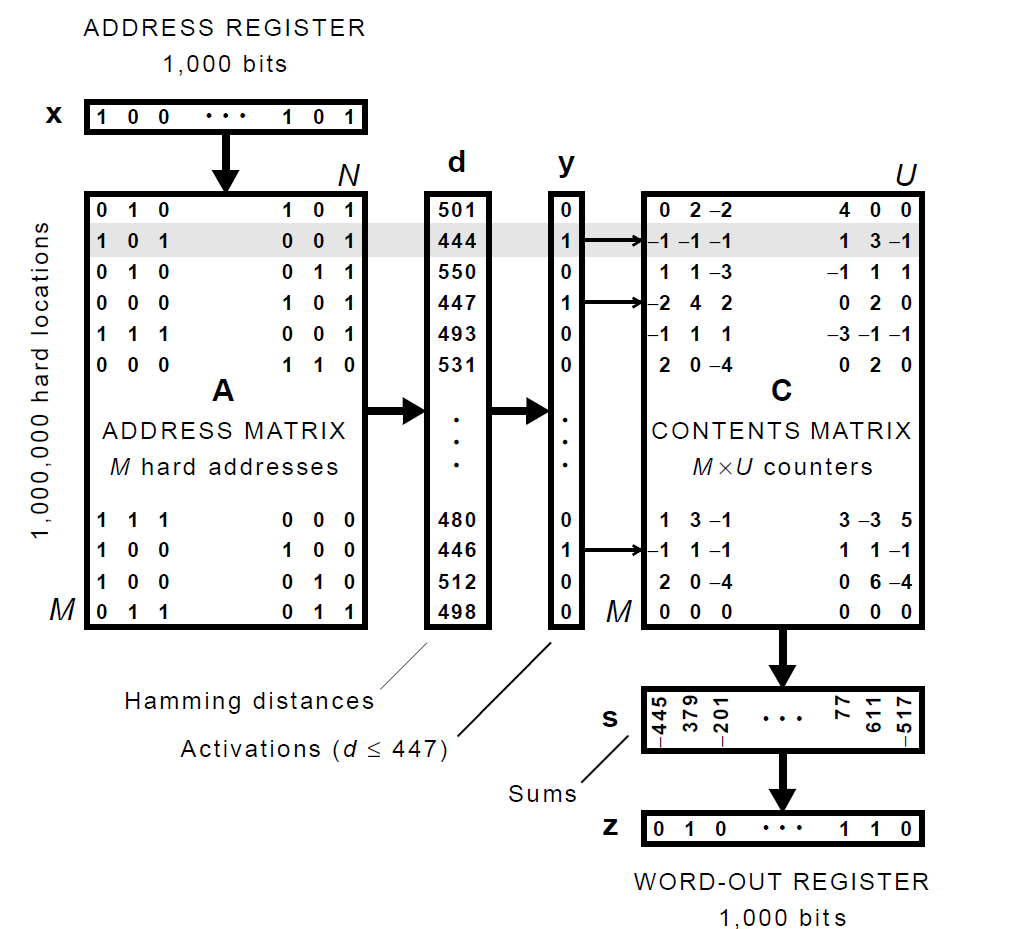 ADDRESS REGISTER
1,000 bits
x 1 0 0 ··· 1 0 1
N d y U
0 1 0 1 0 1 501 0 0 2 –2 4 0 0
1 0 1 0 0 1 444 1 –1 –1 –1 1 3 –1
0 1 0 0 1 1 550 0 1 1 –3 –1 1 1
0 0 0 1 0 1 447 1 –2 4 2 0 2 0
1 1 1 0 0 1 493 0 –1 1 1 –3 –1 –1
0 0 0 1 1 0 531 0 2 0 –4 0 2 0
1,000,000 hard locations
A C
ADDRESS MATRIX · · CONTENTS MATRIX
M hard addresses · · M×U counters
1 1 1 0 0 0 480 0 1 3 –1 3 –3 5
1 0 0 1 0 0 446 1 –1 1 –1 1 1 –1
1 0 0 0 1 0 512 0 2 0 –4 0 6 –4
M 0 1 1 0 1 1 498 0 M 0 0 0 0 0 0
Hamming distances
Activations (d ≤ 447)
s –445 379 –201 ··· 77 611 –517
Sums
z 0 1 0 ··· 1 1 0
WORD-OUT REGISTER
1,000 bits